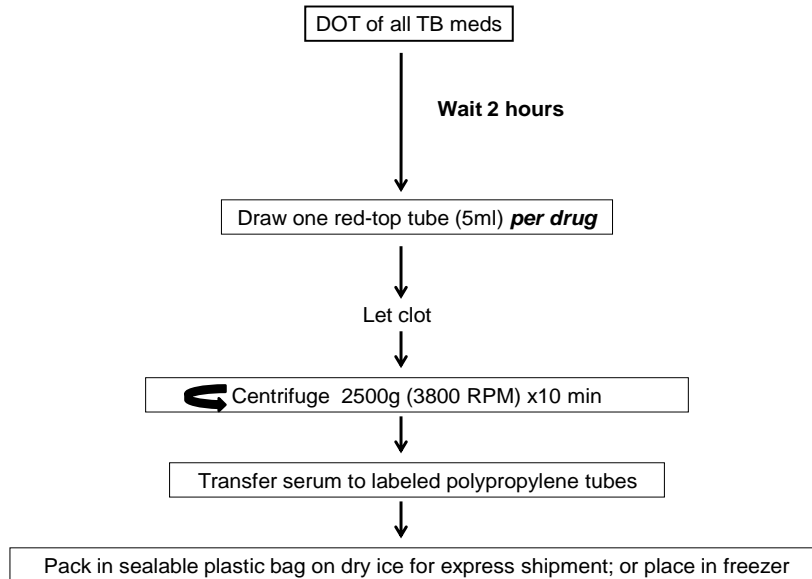 DOT of all TB meds
Wait 2 hours
Draw one red-top tube (5ml) per drug
Let clot
Centrifuge 2500g (3800 RPM) x10 min
Transfer serum to labeled polypropylene tubes
Pack in sealable plastic bag on dry ice for express shipment; or place in freezer